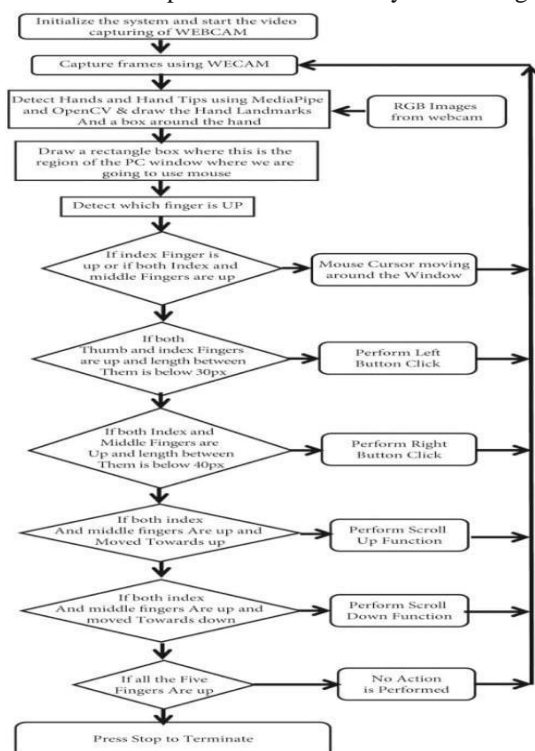 Initialize the system and start the video
capturing of WEBCAM
Capture frames using WECAM
Detect Hands and Hand Tips using MediaPipe
and OpenCV & draw the Hand Landmarks
And a box around the hand
RGB Images
from webcam
Draw a rectangle box where this is the
region of the PC window where we are
going to use mouse
Detect which finger is UP
If index Finger is
up or if both Index and
middle Fingers are up
Mouse Cursor moving
around the Window
If both
Thumb and index Fingers
are up and length between
Them is below 30px
Perform Left
Button Click
If both Index and
Middle Fingers are
Up and length between
Them is below 40px
Perform Right
Button Click
If both index
And middle fingers Are up and
Moved Towards up
Perform Scroll
Up Function
If both index
And middle fingers Are up and
moved Towards down
Perform Scroll
Down Function
If all the Five
Fingers Are up
No Action
is Performed
Press Stop to Terminate